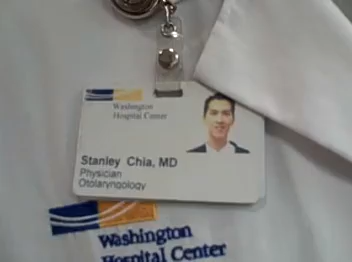 Washington
Hospital Center
Stanley Chia, MD
Physician
Otolaryngology
Washington
Hospital Center